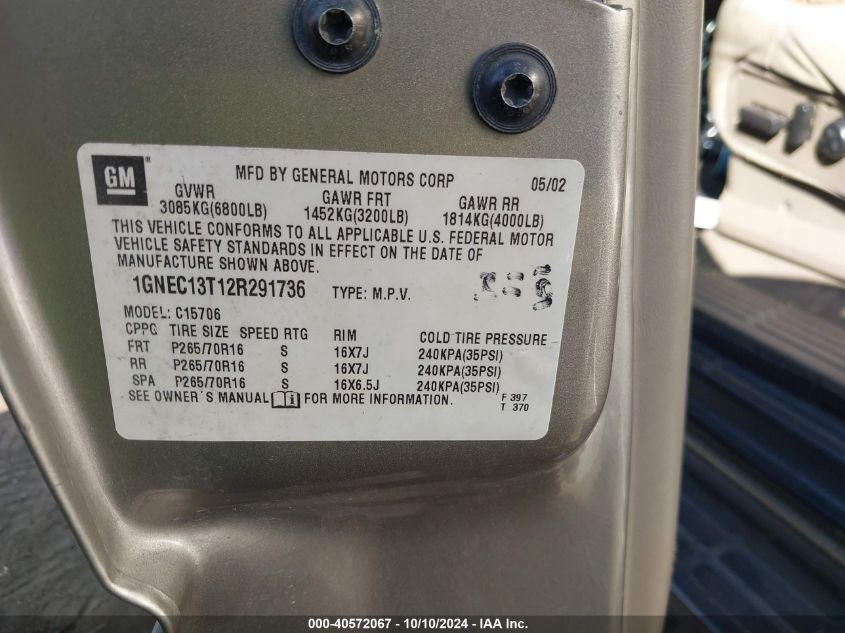 GM
MFD BY GENERAL MOTORS CORP 05/02
GVWR GAWR FRT GAWR RR
3085KG(6800LB) 1452KG(3200LB) 1814KG(4000LB)
THIS VEHICLE CONFORMS TO ALL APPLICABLE U.S. FEDERAL MOTOR
VEHICLE SAFETY STANDARDS IN EFFECT ON THE DATE OF
MANUFACTURE SHOWN ABOVE.
1GNEC13T12R291736 TYPE: M.P.V.
MODEL: C15706
CPPG TIRE SIZE SPEED RTG RIM COLD TIRE PRESSURE
FRT P265/70R16 S 16X7J 240KPA(35PSI)
RR P265/70R16 S 16X7J 240KPA(35PSI)
SPA P265/70R16 S 16X6.5J 240KPA(35PSI)
SEE OWNER'S MANUAL FOR MORE INFORMATION.
F 397
T 370
000-40572067 - 10/10/2024 - IAA Inc.